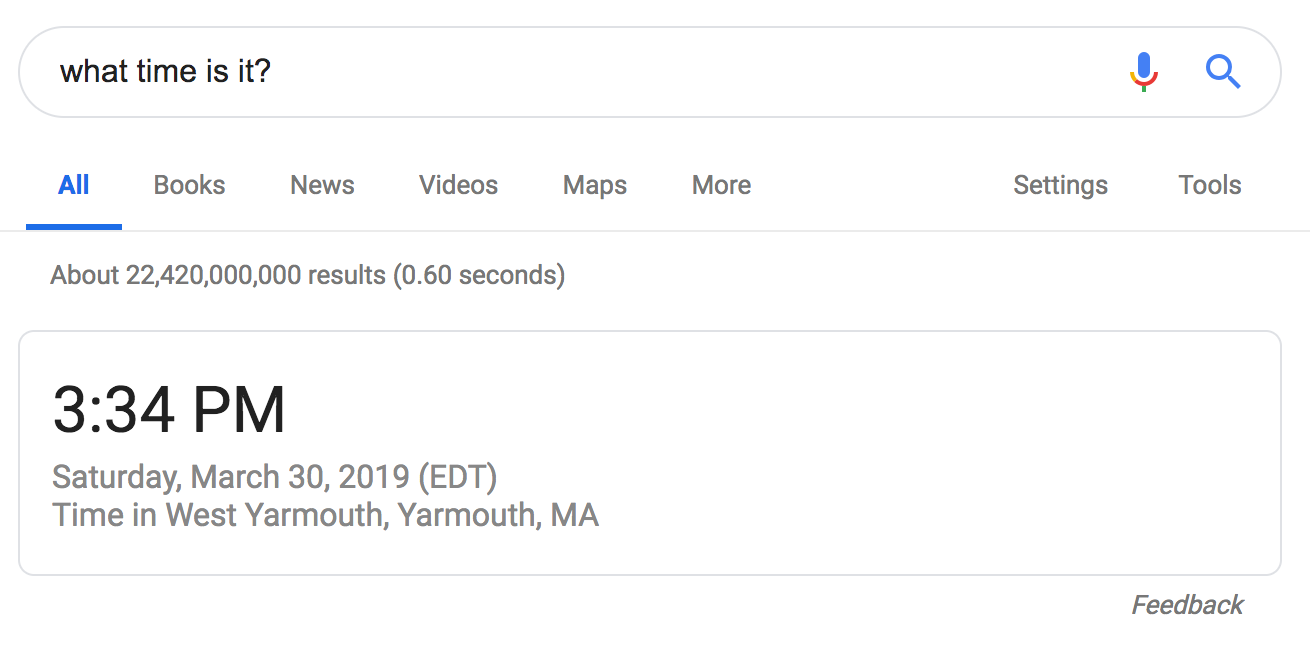 what time is it?
All Books News Videos Maps More Settings Tools
About 22,420,000,000 results (0.60 seconds)
3:34 PM
Saturday, March 30, 2019 (EDT)
Time in West Yarmouth, Yarmouth, MA
Feedback